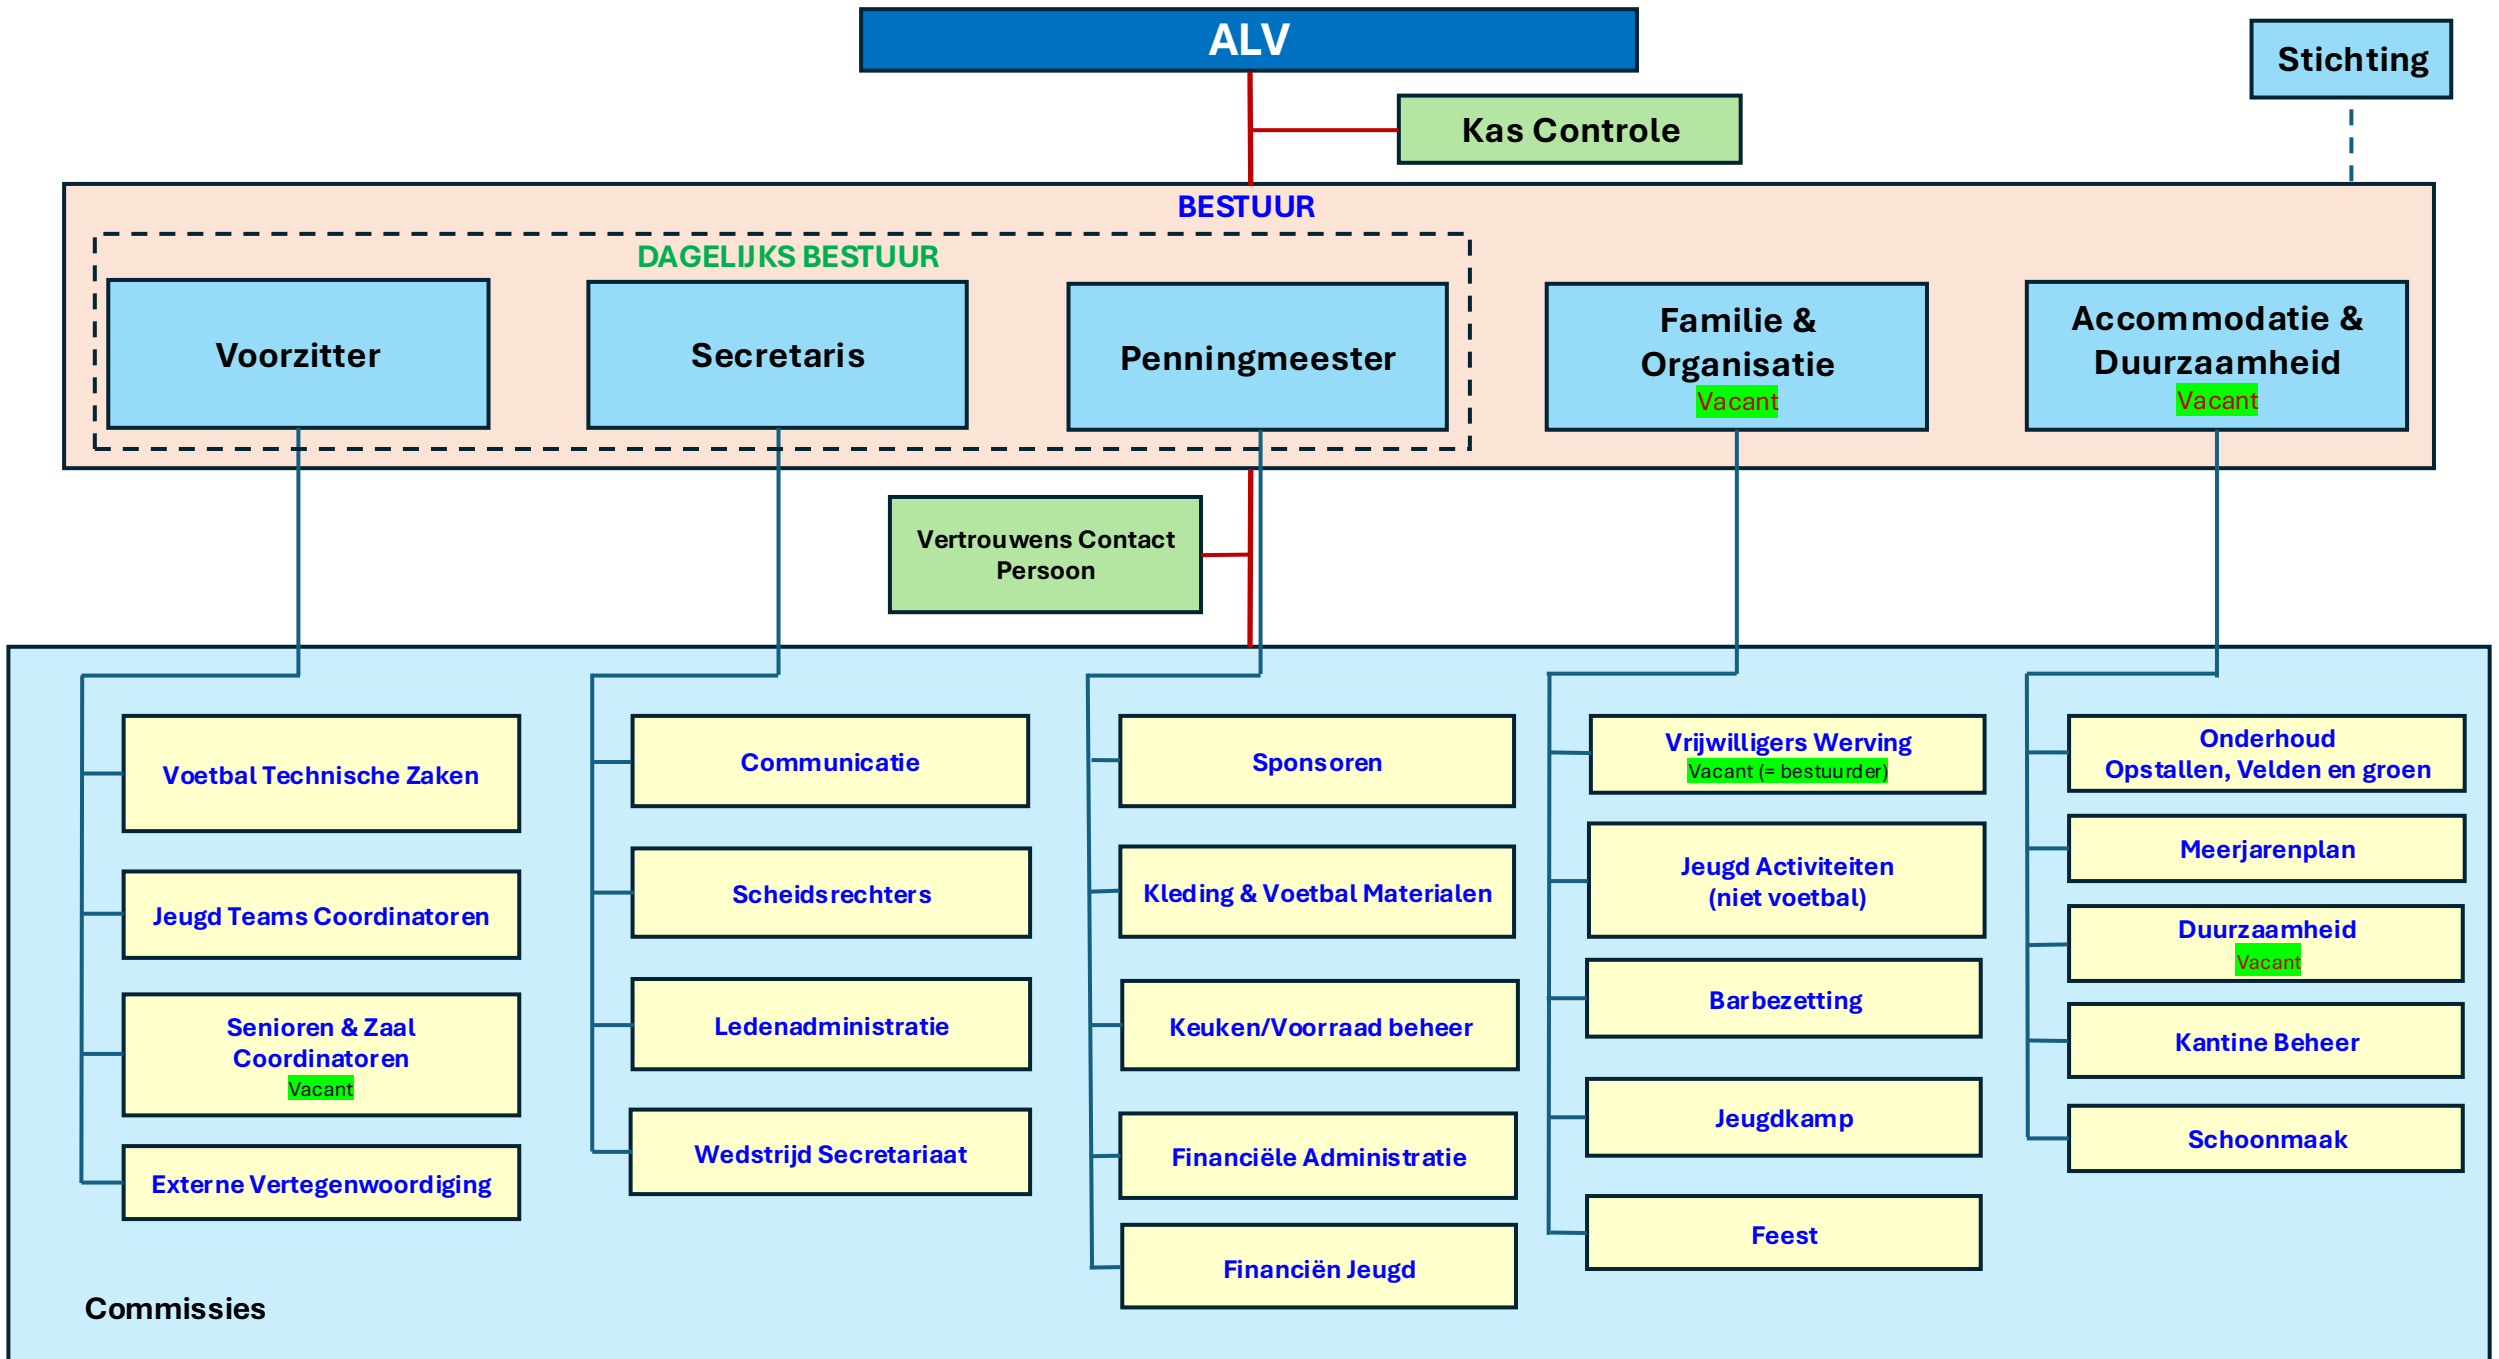 ALV
Stichting
Kas Controle
BESTUUR
DAGELIJKS BESTUUR
Voorzitter
Secretaris
Penningmeester
Familie &
Organisatie
Vacant
Accommodatie &
Duurzaamheid
Vacant
Vertrouwens Contact
Persoon
Voetbal Technische Zaken
Jeugd Teams Coordinatoren
Senioren & Zaal
Coordinatoren
Vacant
Externe Vertegenwoordiging
Communicatie
Scheidsrechters
Ledenadministratie
Wedstrijd Secretariaat
Sponsoren
Kleding & Voetbal Materialen
Keuken/Voorraad beheer
Financiële Administratie
Financiën Jeugd
Vrijwilligers Werving
Vacant (= bestuurder)
Jeugd Activiteiten
(niet voetbal)
Barbezetting
Jeugdkamp
Feest
Onderhoud
Opstallen, Velden en groen
Meerjarenplan
Duurzaamheid
Vacant
Kantine Beheer
Schoonmaak
Commissies